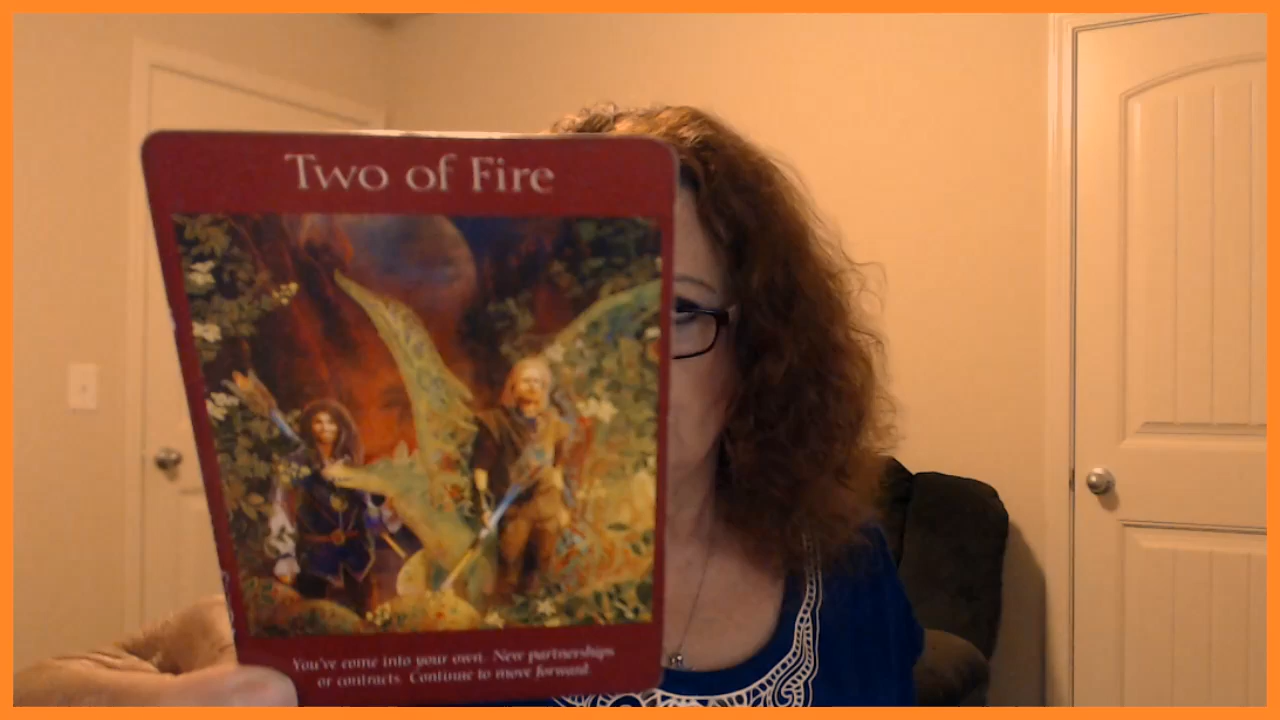 Two of Fire
You've come into your own. New partnerships
or contracts. Continue to move forward.